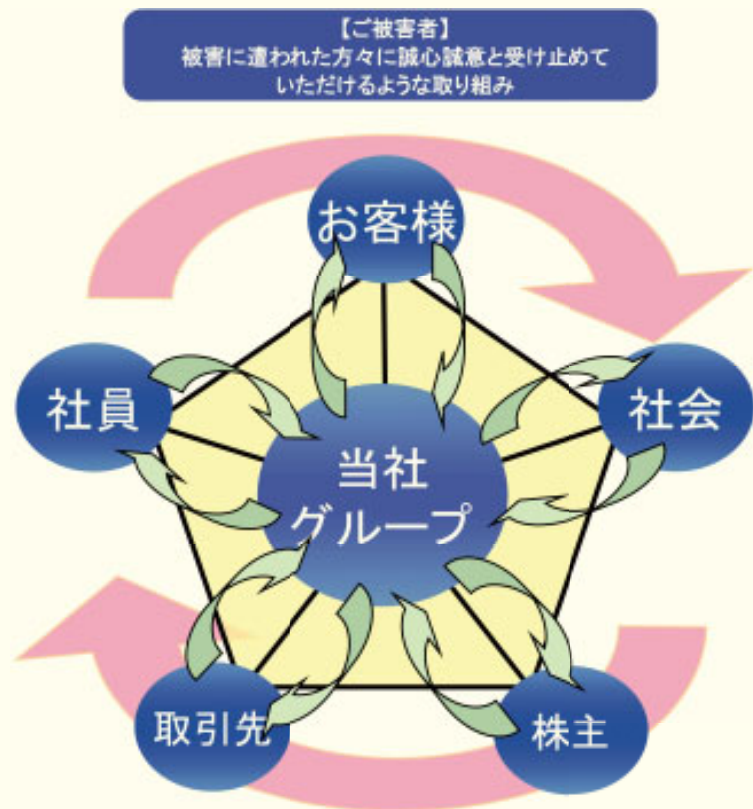 【ご被害者】
被害に遭われた方々に誠心誠意と受け止めて
いただけるような取り組み
お客様
社員
社会
当社
グループ
取引先
株主